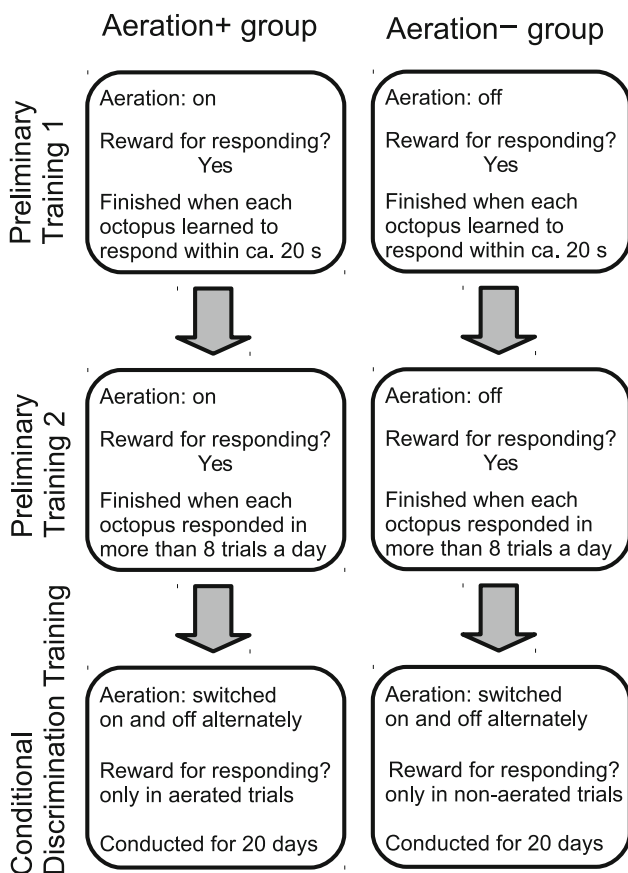 Aeration+ group
Aeration− group
Preliminary
Training 1
Aeration: on
Reward for responding?
Yes
Finished when each
octopus learned to
respond within ca. 20 s
Aeration: off
Reward for responding?
Yes
Finished when each
octopus learned to
respond within ca. 20 s
Preliminary
Training 2
Aeration: on
Reward for responding?
Yes
Finished when each
octopus responded in
more than 8 trials a day
Aeration: off
Reward for responding?
Yes
Finished when each
octopus responded in
more than 8 trials a day
Conditional
Discrimination Training
Aeration: switched
on and off alternately
Reward for responding?
only in aerated trials
Conducted for 20 days
Aeration: switched
on and off alternately
Reward for responding?
only in non-aerated trials
Conducted for 20 days